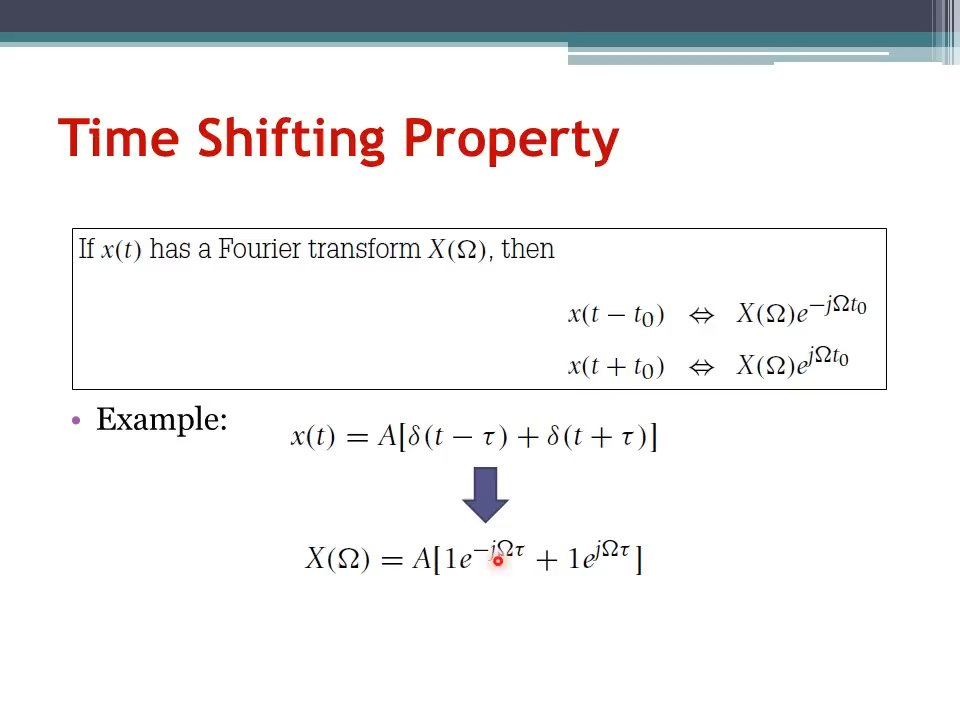 Time Shifting Property
If x(t) has a Fourier transform X(Ω), then
x(t − t₀) ⇔ X(Ω)e^{−jΩt₀}
x(t + t₀) ⇔ X(Ω)e^{jΩt₀}
• Example:
x(t) = A[δ(t − τ) + δ(t + τ)]
X(Ω) = A[1e^{−jΩτ} + 1e^{jΩτ}]